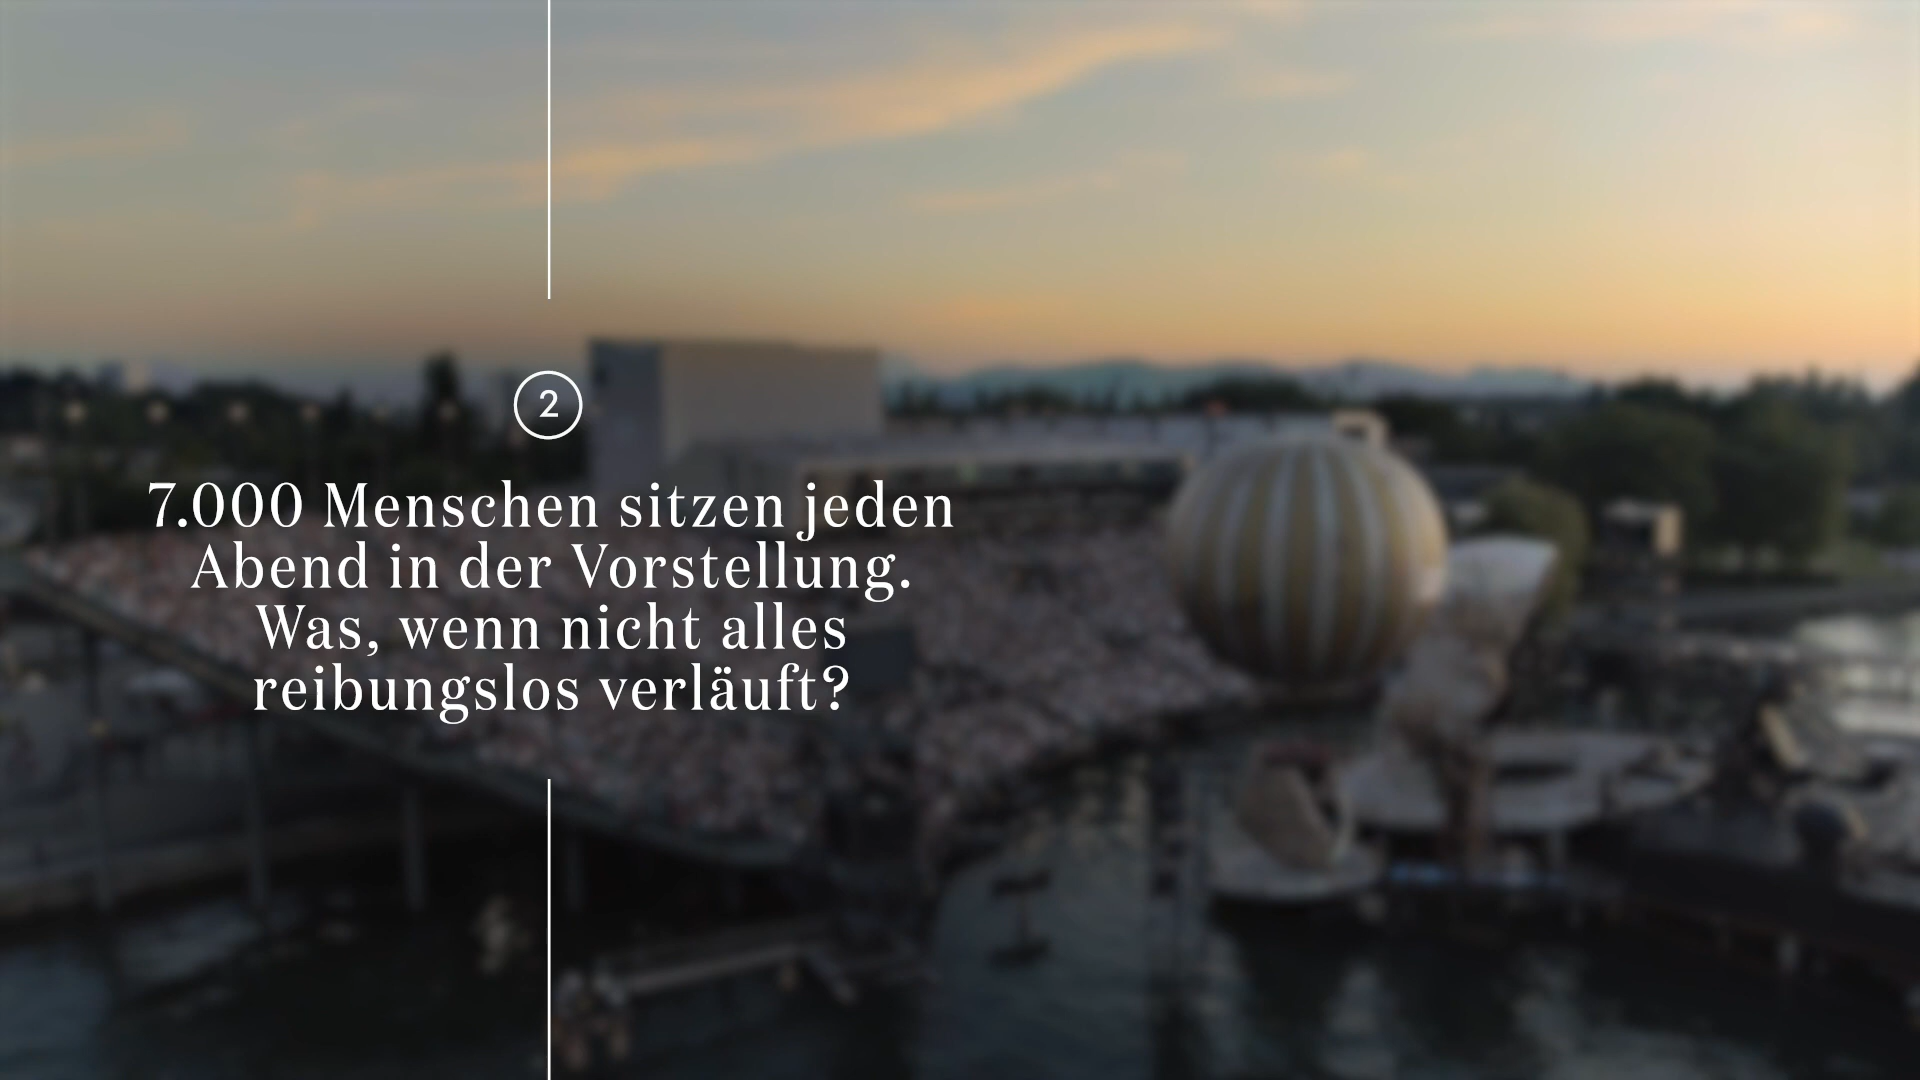 2
7.000 Menschen sitzen jeden
Abend in der Vorstellung.
Was, wenn nicht alles
reibungslos verläuft?